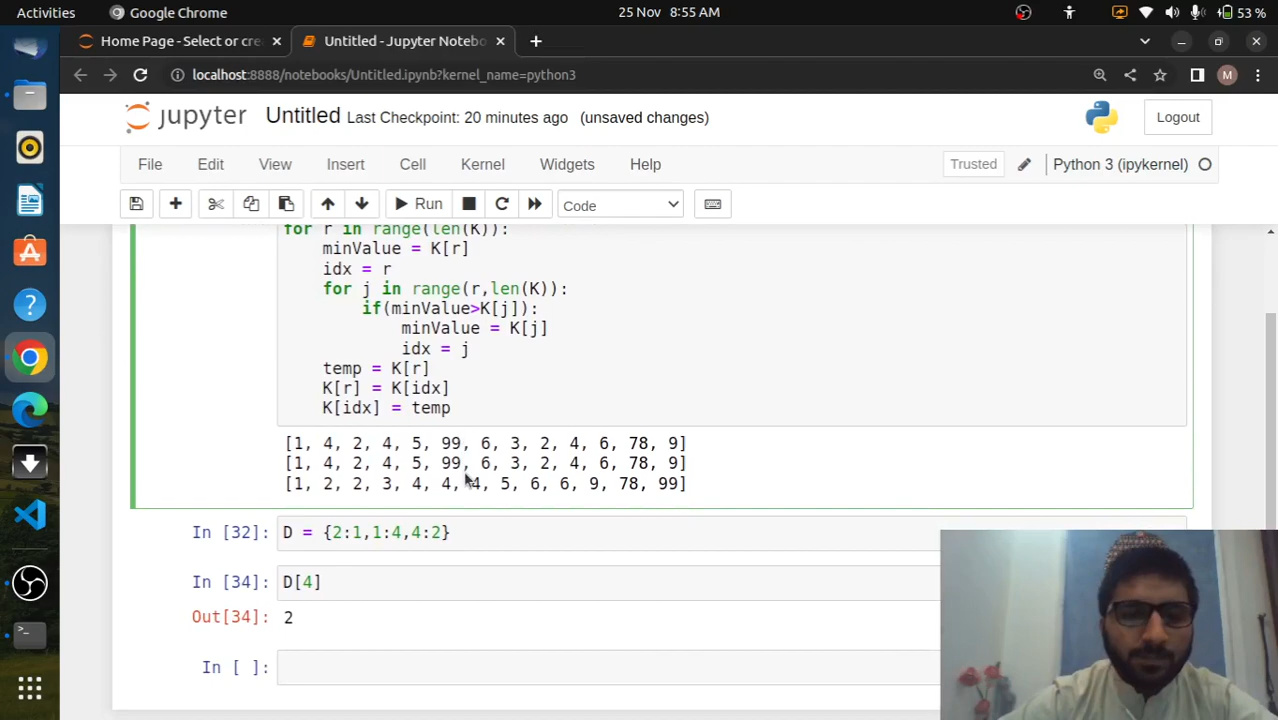 Activities Google Chrome 25 Nov 8:55 AM 53 %
Home Page - Select or cre Untitled - Jupyter Notebo
localhost:8888/notebooks/Untitled.ipynb?kernel_name=python3 M
jupyter Untitled Last Checkpoint: 20 minutes ago (unsaved changes) Logout
File Edit View Insert Cell Kernel Widgets Help Trusted Python 3 (ipykernel)
Run Code
for r in range(len(K)):
minValue = K[r]
idx = r
for j in range(r,len(K)):
if(minValue>K[j]):
minValue = K[j]
idx = j
temp = K[r]
K[r] = K[idx]
K[idx] = temp
[1, 4, 2, 4, 5, 99, 6, 3, 2, 4, 6, 78, 9]
[1, 4, 2, 4, 5, 99, 6, 3, 2, 4, 6, 78, 9]
[1, 2, 2, 3, 4, 4, 4, 5, 6, 6, 9, 78, 99]
In [32]: D = {2:1,1:4,4:2}
In [34]: D[4]
Out[34]: 2
In [ ]: